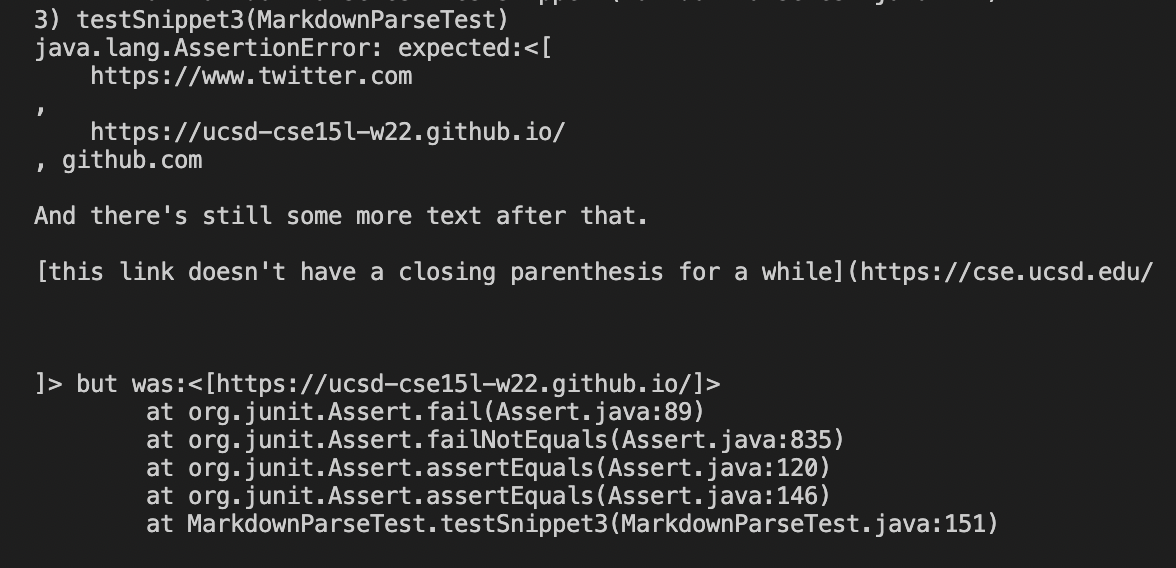 3) testSnippet3(MarkdownParseTest)
java.lang.AssertionError: expected:<[
    https://www.twitter.com
,
    https://ucsd-cse15l-w22.github.io/
, github.com

And there's still some more text after that.

[this link doesn't have a closing parenthesis for a while](https://cse.ucsd.edu/



]> but was:<[https://ucsd-cse15l-w22.github.io/]>
        at org.junit.Assert.fail(Assert.java:89)
        at org.junit.Assert.failNotEquals(Assert.java:835)
        at org.junit.Assert.assertEquals(Assert.java:120)
        at org.junit.Assert.assertEquals(Assert.java:146)
        at MarkdownParseTest.testSnippet3(MarkdownParseTest.java:151)